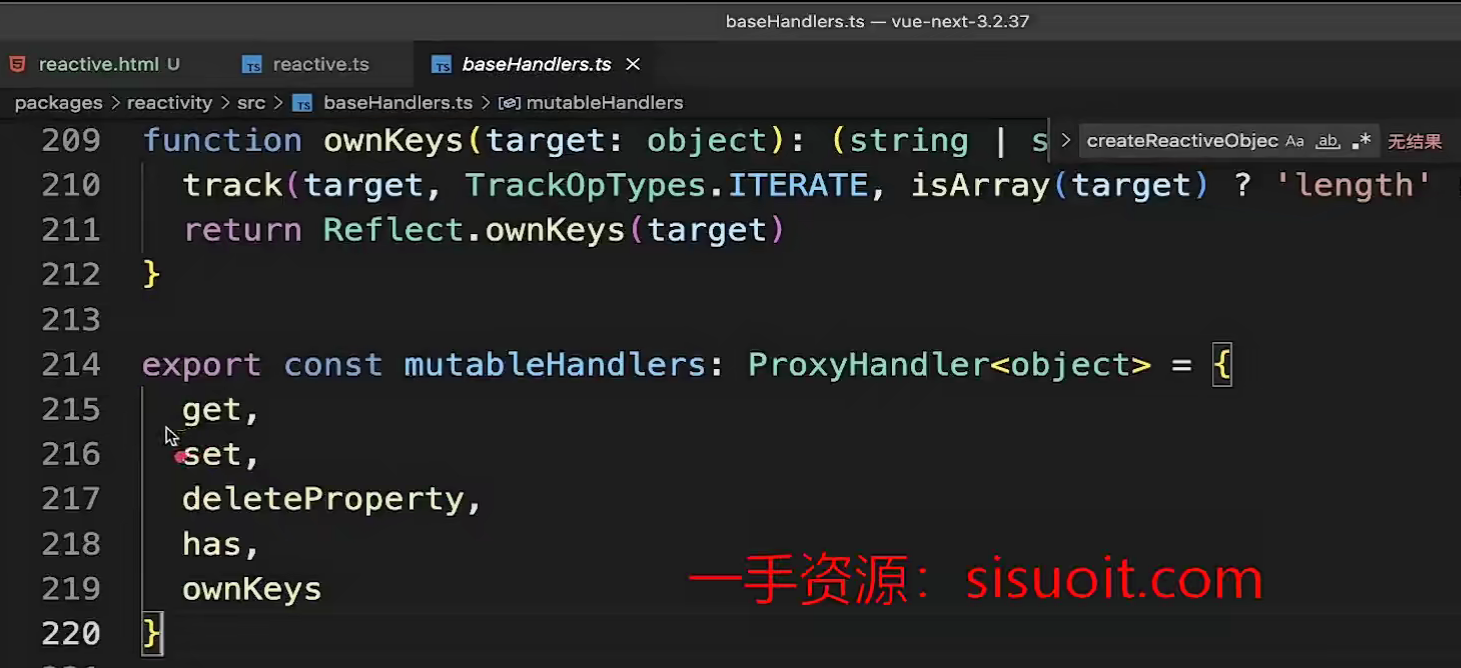 baseHandlers.ts — vue-next-3.2.37
reactive.html U
reactive.ts
baseHandlers.ts ×
packages > reactivity > src > TS baseHandlers.ts > mutableHandlers
209 function ownKeys(target: object): (string | s
> createReactiveObjec Aa ab .* 无结果
210 track(target, TrackOpTypes.ITERATE, isArray(target) ? 'length'
211 return Reflect.ownKeys(target)
212 }
213
214 export const mutableHandlers: ProxyHandler<object> = {
215 get,
216 set,
217 deleteProperty,
218 has,
219 ownKeys
220 }
一手资源：sisuoit.com